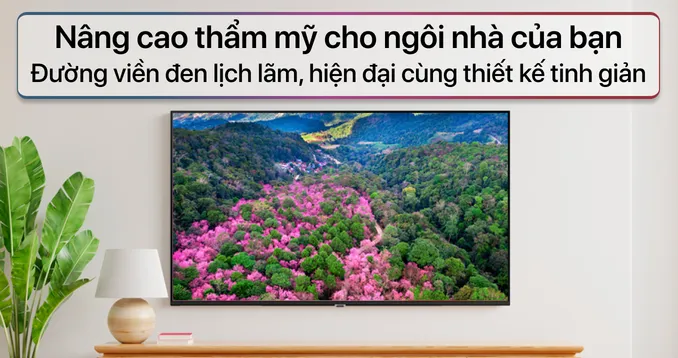 Nâng cao thẩm mỹ cho ngôi nhà của bạn
Đường viền đen lịch lãm, hiện đại cùng thiết kế tinh giản